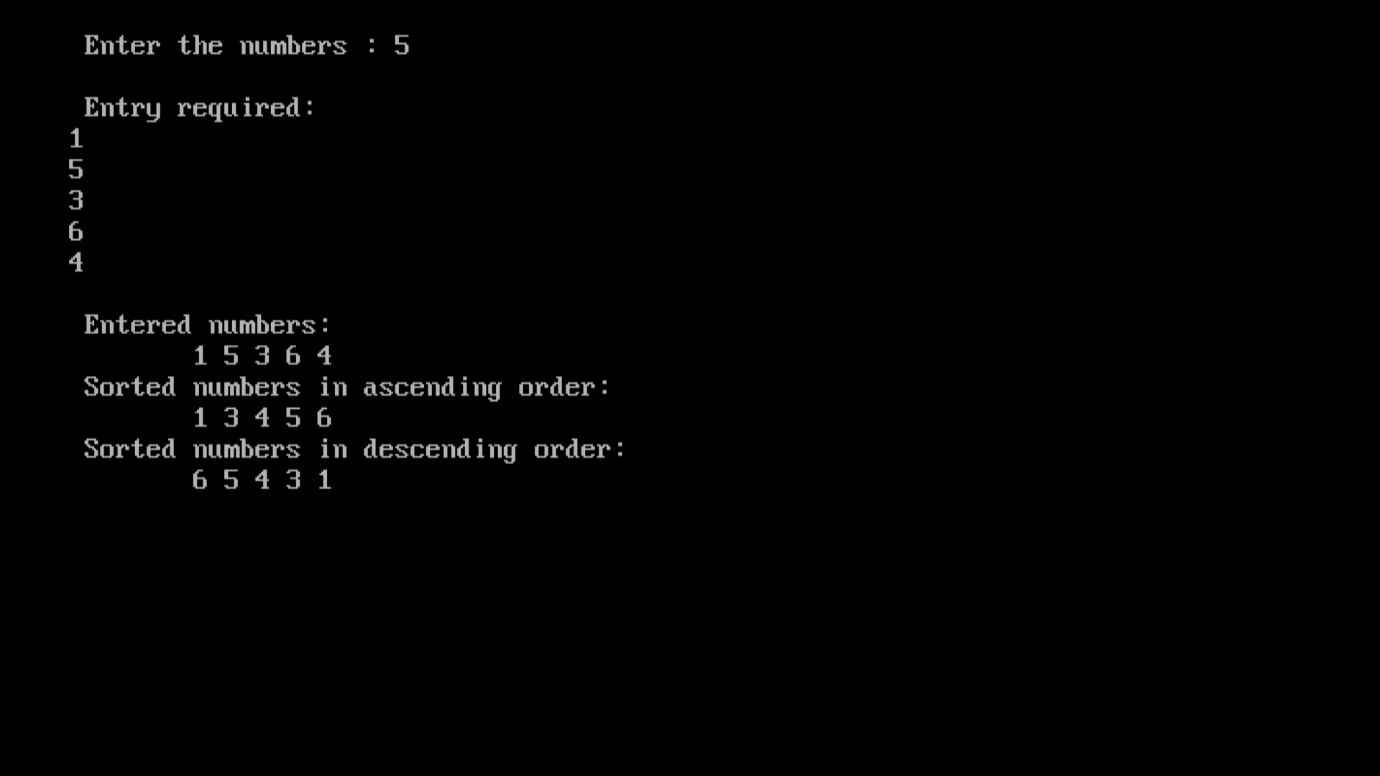 Enter the numbers : 5
Entry required:
1
5
3
6
4
Entered numbers:
1 5 3 6 4
Sorted numbers in ascending order:
1 3 4 5 6
Sorted numbers in descending order:
6 5 4 3 1